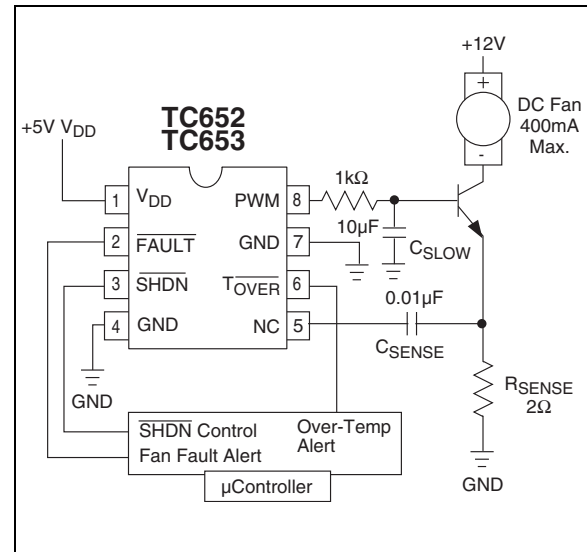 +12V
+
DC Fan
400mA
Max.
-
+5V VDD
TC652
TC653
1kΩ
1 VDD PWM 8
10µF
CSLOW
2 FAULT GND 7
3 SHDN TOVER 6
0.01µF
4 GND NC 5
CSENSE
GND
RSENSE
2Ω
SHDN Control
Over-Temp
Alert
Fan Fault Alert
GND
µController